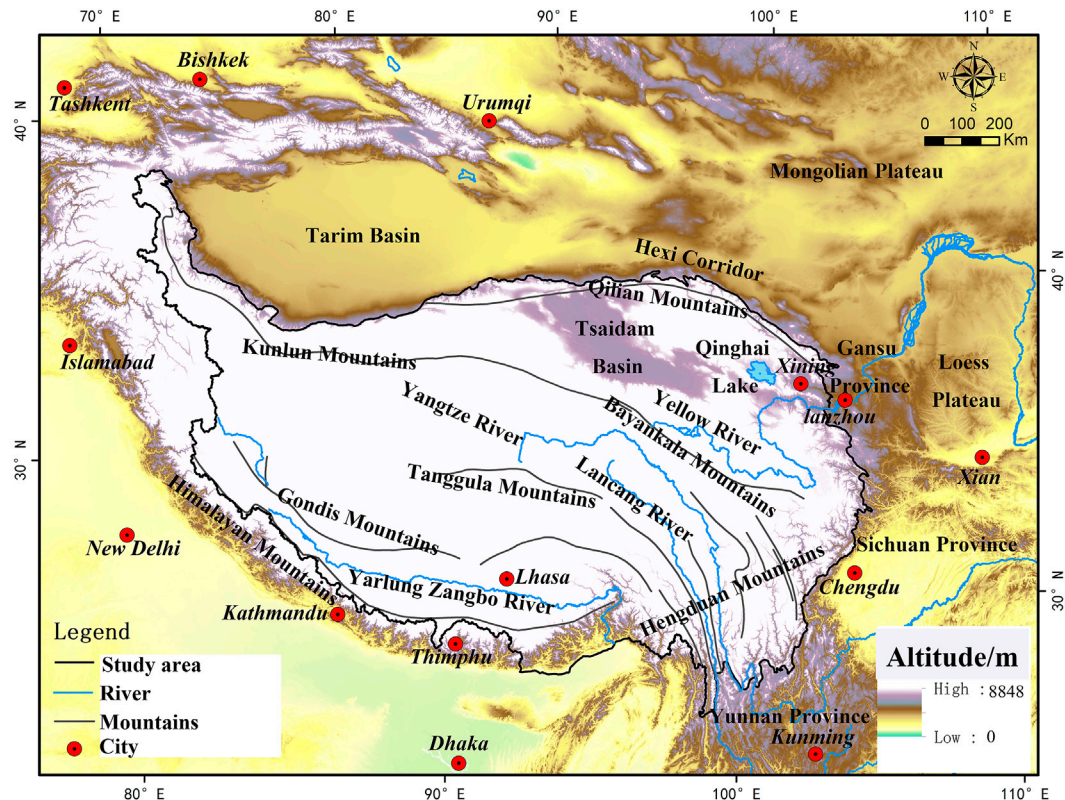 70° E
80° E
90° E
100° E
110° E
Bishkek
Tashkent
Urumqi
N
W
E
S
0 100 200
Km
40° N
Mongolian Plateau
Tarim Basin
Hexi Corridor
40° N
Qilian Mountains
Tsaidam
Basin
Qinghai
Lake
Xining
Gansu
Province
lanzhou
Loess
Plateau
Islamabad
Kunlun Mountains
Yangtze River
Yellow River
Bayankala Mountains
Xian
30° N
Tanggula Mountains
Lancang River
Himalayan Mountains
Gondis Mountains
New Delhi
Sichuan Province
Lhasa
Chengdu
Yarlung Zangbo River
Hengduan Mountains
30° N
Kathmandu
Thimphu
Legend
Study area
River
Mountains
City
Altitude/m
High : 8848
Low : 0
Yunnan Province
Kunming
Dhaka
80° E
90° E
100° E
110° E